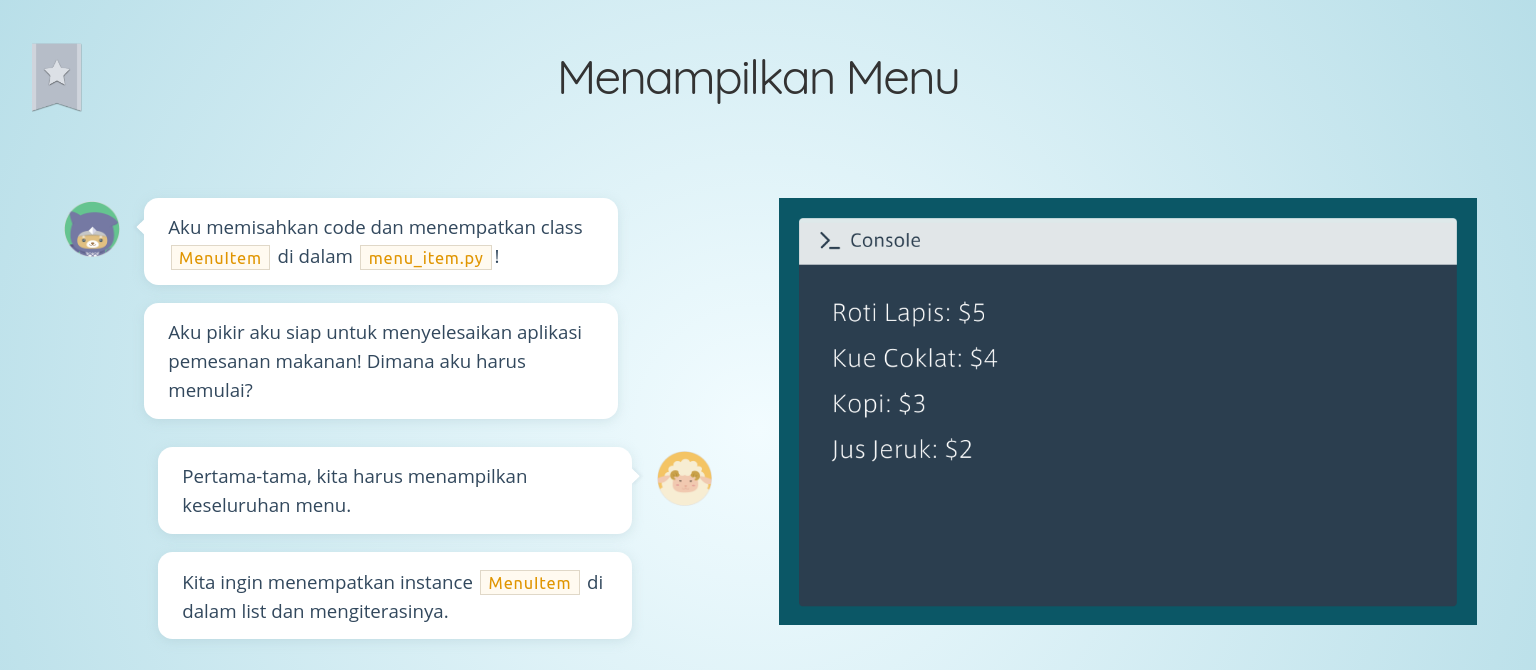 Menampilkan Menu
Aku memisahkan code dan menempatkan class
MenuItem di dalam menu_item.py !
Aku pikir aku siap untuk menyelesaikan aplikasi
pemesanan makanan! Dimana aku harus
memulai?
Pertama-tama, kita harus menampilkan
keseluruhan menu.
Kita ingin menempatkan instance MenuItem di
dalam list dan mengiterasinya.
Console
Roti Lapis: $5
Kue Coklat: $4
Kopi: $3
Jus Jeruk: $2